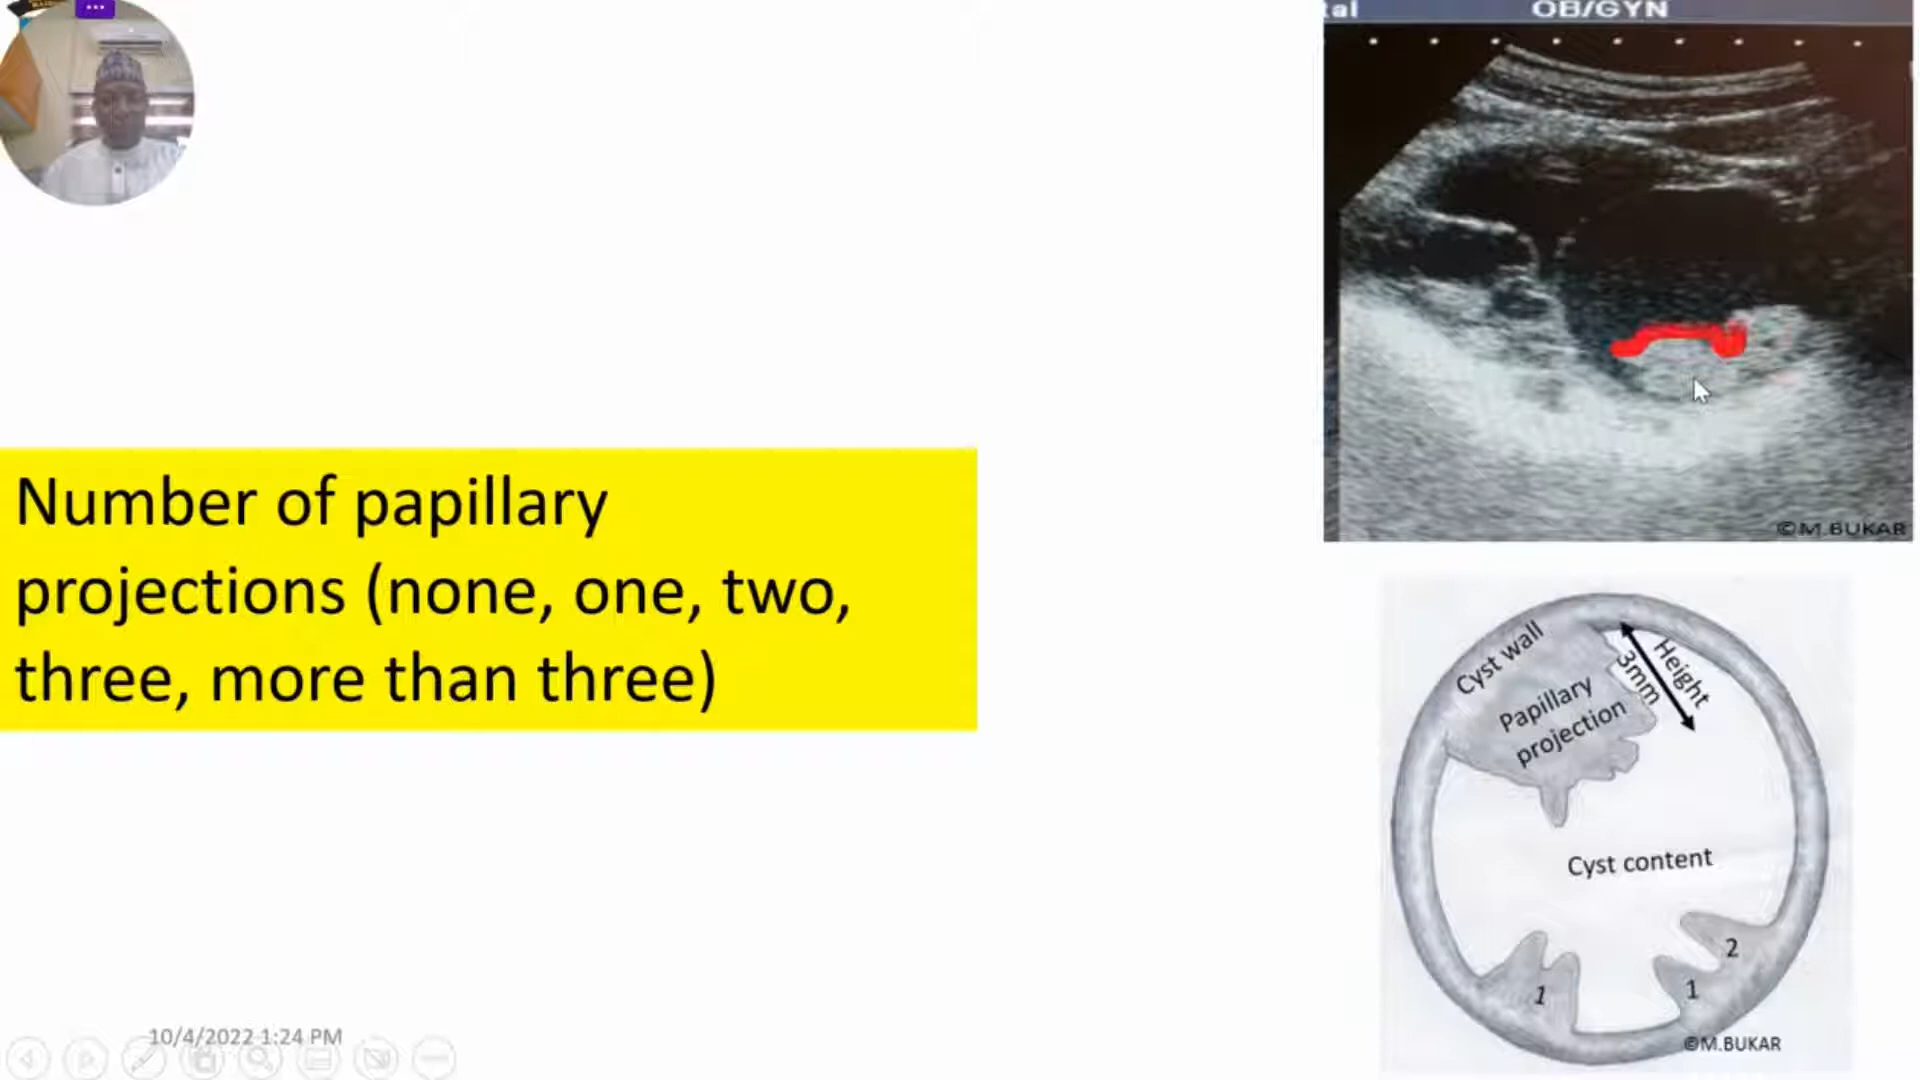 tal OB/GYN
©M.BUKAR
Number of papillary
projections (none, one, two,
three, more than three)
Cyst wall
Height
3mm
Papillary
projection
Cyst content
2
1
1
©M.BUKAR
10/4/2022 1:24 PM